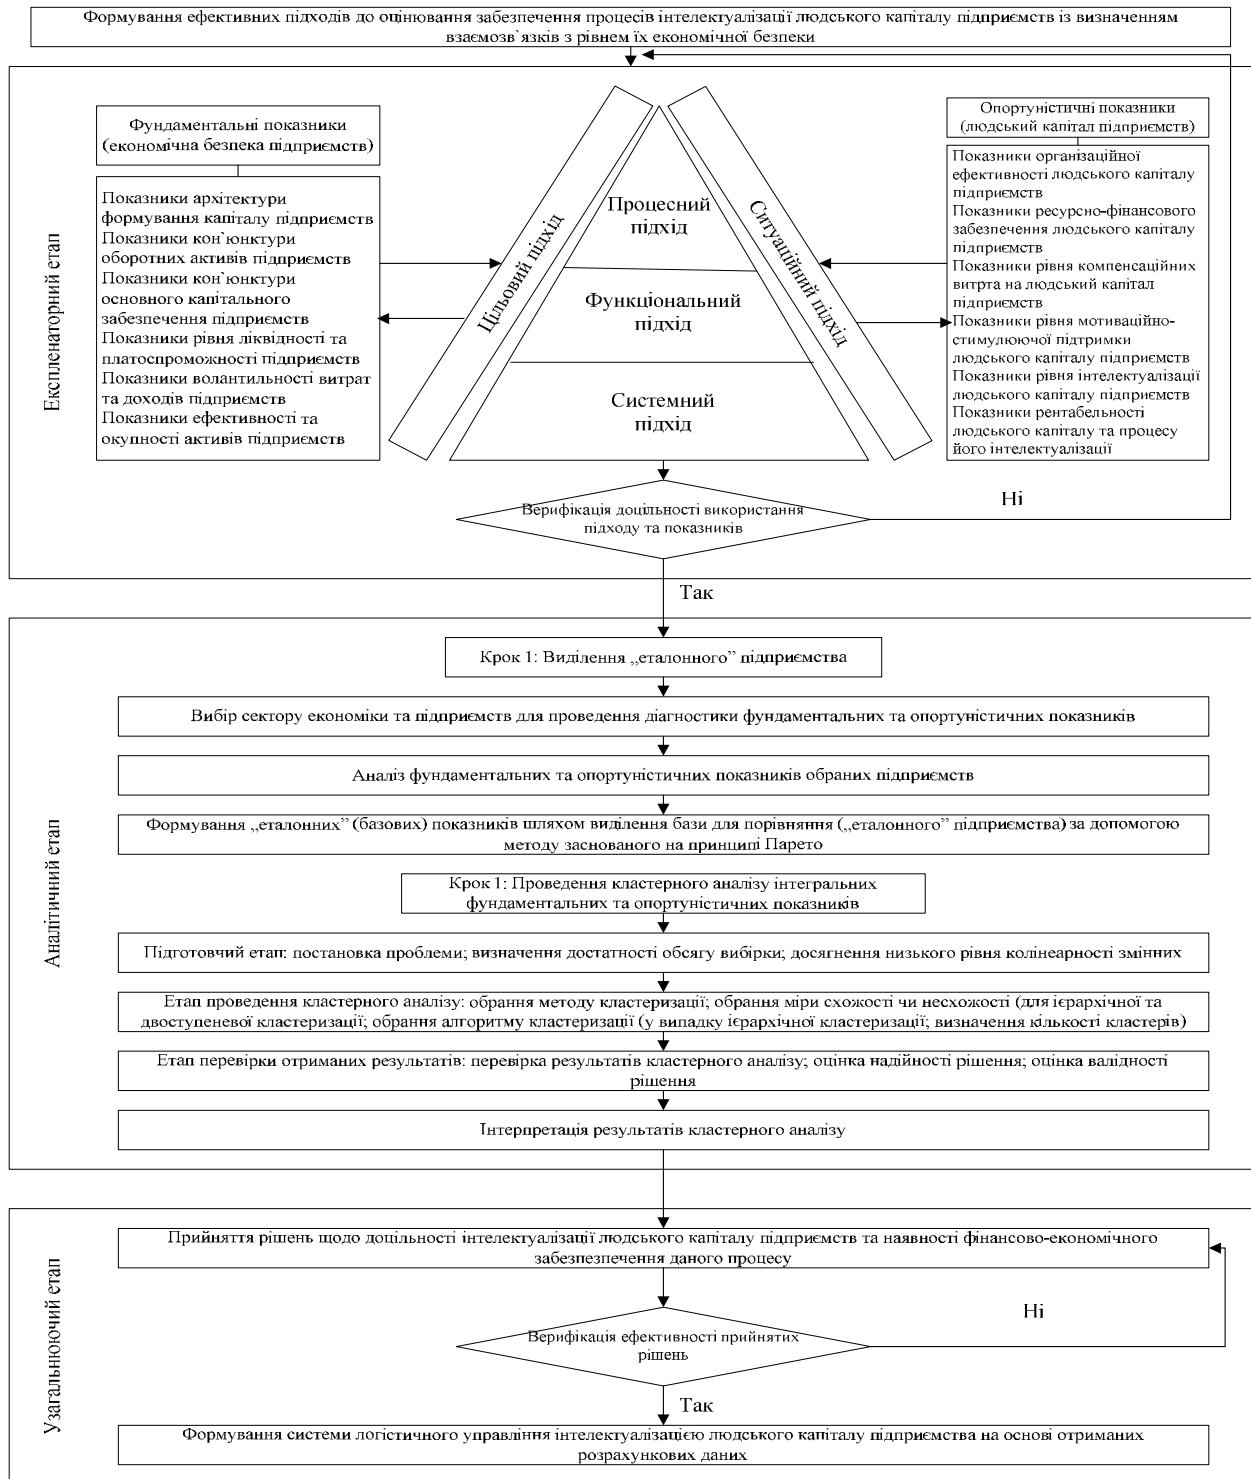 Формування ефективних підходів до оцінювання забезпечення процесів інтелектуалізації людського капіталу підприємств із визначенням
взаємозв`язків з рівнем їх економічної безпеки
Експленаторний етап
Фундаментальні показники
(економічна безпека підприємств)
Показники архітектури
формування капіталу підприємств
Показники кон`юнктури
оборотних активів підприємств
Показники кон`юнктури
основного капітального
забезпечення підприємств
Показники рівня ліквідності та
платоспроможності підприємств
Показники волантильності витрат
та доходів підприємств
Показники ефективності та
окупності активів підприємств
Цільовий підхід
Процесний
підхід
Функціональний
підхід
Системний
підхід
Ситуаційний підхід
Опортуністичні показники
(людський капітал підприємств)
Показники організаційної
ефективності людського капіталу
підприємств
Показники ресурсно-фінансового
забезпечення людського капіталу
підприємств
Показники рівня компенсаційних
витрта на людський капітал
підприємств
Показники рівня мотиваційно-
стимулюючої підтримки
людського капіталу підприємств
Показники рівня інтелектуалізації
людського капіталу підприємств
Показники рентабельності
людського капіталу та процесу
його інтелектуалізації
Верифікація доцільності використання
підходу та показників
Ні
Так
Аналітичний етап
Крок 1: Виділення „еталонного” підприємства
Вибір сектору економіки та підприємств для проведення діагностики фундаментальних та опортуністичних показників
Аналіз фундаментальних та опортуністичних показників обраних підприємств
Формування „еталонних” (базових) показників шляхом виділення бази для порівняння („еталонного” підприємства) за допомогою
методу заснованого на принципі Парето
Крок 1: Проведення кластерного аналізу інтегральних
фундаментальних та опортуністичних показників
Підготовчий етап: постановка проблеми; визначення достатності обсягу вибірки; досягнення низького рівня колінеарності змінних
Етап проведення кластерного аналізу: обрання методу кластеризації; обрання міри схожості чи несхожості (для ієрархічної та
двоступеневої кластеризації; обрання алгоритму кластеризації (у випадку ієрархічної кластеризації; визначення кількості кластерів)
Етап перевірки отриманих результатів: перевірка результатів кластерного аналізу; оцінка надійності рішення; оцінка валідності
рішення
Інтерпретація результатів кластерного аналізу
Узагальнюючий етап
Прийняття рішень щодо доцільності інтелектуалізації людського капіталу підприємств та наявності фінансово-економічного
забезпезпечення даного процесу
Верифікація ефективності прийнятих
рішень
Ні
Так
Формування системи логістичного управління інтелектуалізацією людського капіталу підприємства на основі отриманих
розрахункових даних